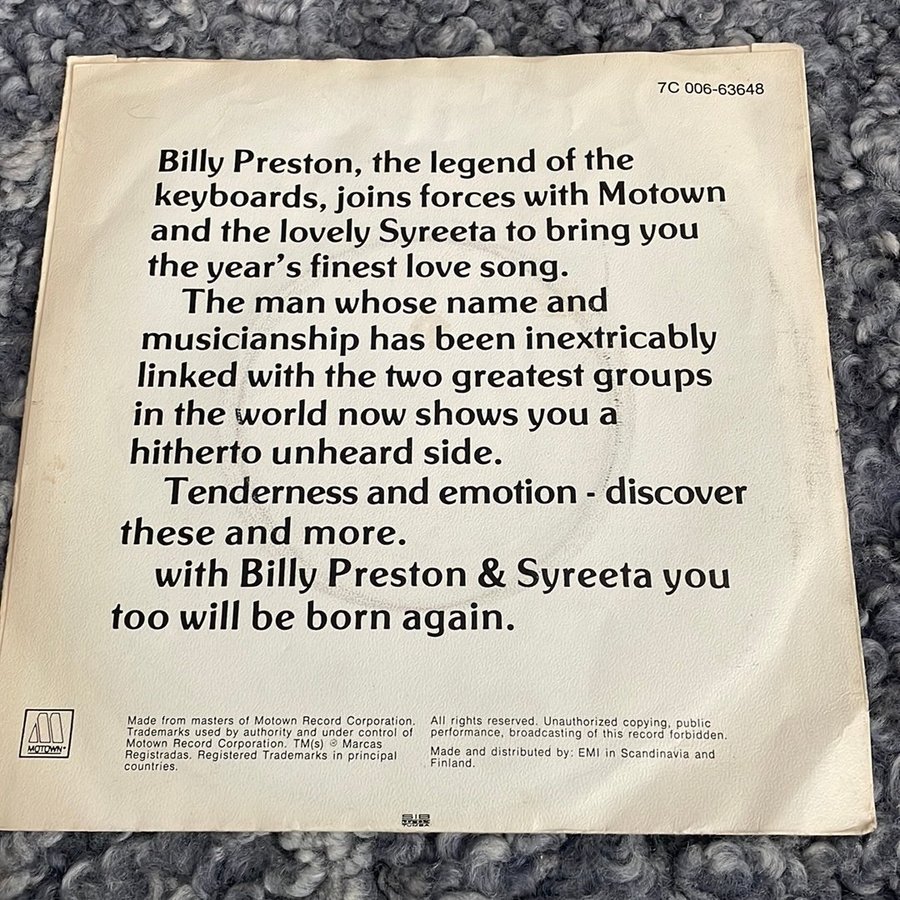 7C 006-63648
Billy Preston, the legend of the
keyboards, joins forces with Motown
and the lovely Syreeta to bring you
the year's finest love song.
The man whose name and
musicianship has been inextricably
linked with the two greatest groups
in the world now shows you a
hitherto unheard side.
Tenderness and emotion - discover
these and more.
with Billy Preston & Syreeta you
too will be born again.
MOTOWN
Made from masters of Motown Record Corporation.
Trademarks used by authority and under control of
Motown Record Corporation. TM(s) ® Marcas
Registradas. Registered Trademarks in principal
countries.
All rights reserved. Unauthorized copying, public
performance, broadcasting of this record forbidden.
Made and distributed by: EMI in Scandinavia and
Finland.